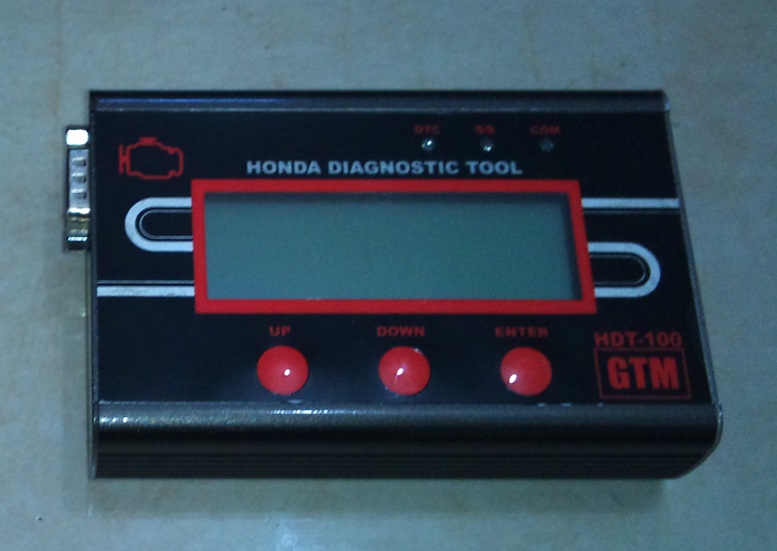 DTC SS COM
HONDA DIAGNOSTIC TOOL
UP DOWN ENTER
HDT-100
GTM